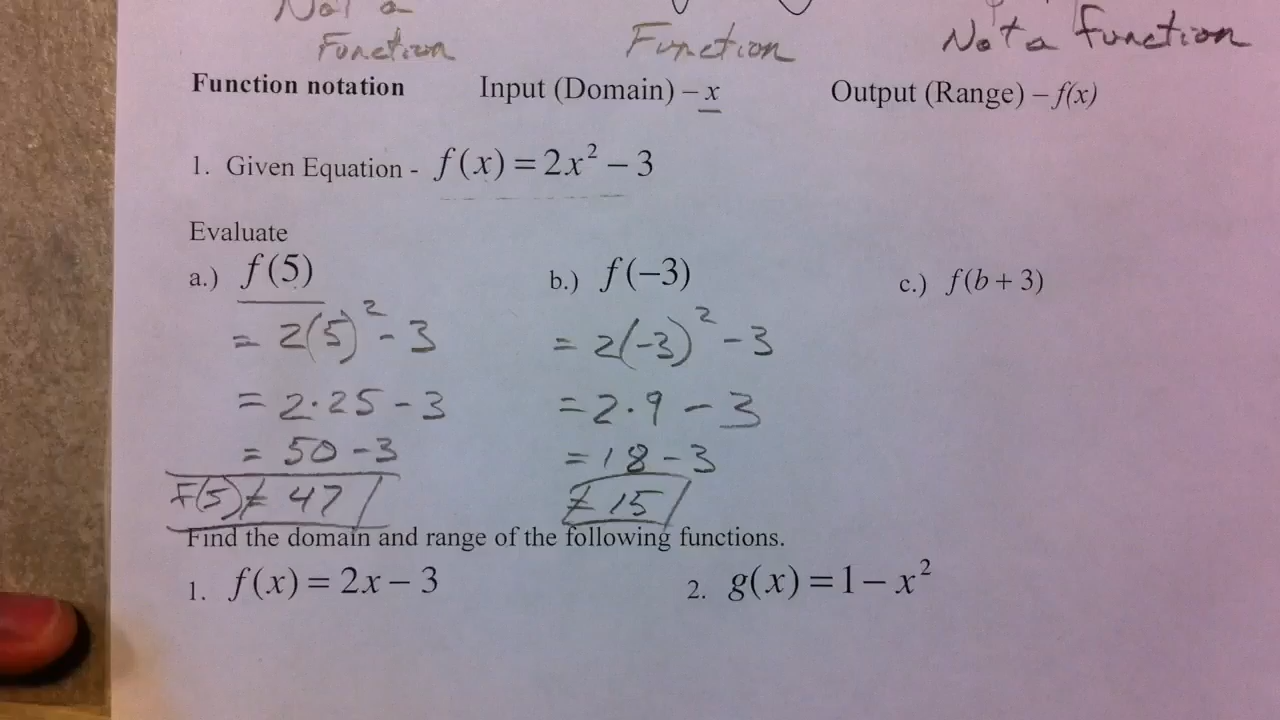 Not a
Function
Function
Not a function
Function notation Input (Domain) – x Output (Range) – f(x)
1. Given Equation - f(x) = 2x² – 3
Evaluate
a.) f(5) b.) f(−3) c.) f(b + 3)
= 2(5)² - 3 = 2(-3)² - 3
= 2·25 - 3 = 2·9 - 3
= 50 - 3 = 18 - 3
f(5) = 47 = 15
Find the domain and range of the following functions.
1. f(x) = 2x – 3 2. g(x) = 1 – x²